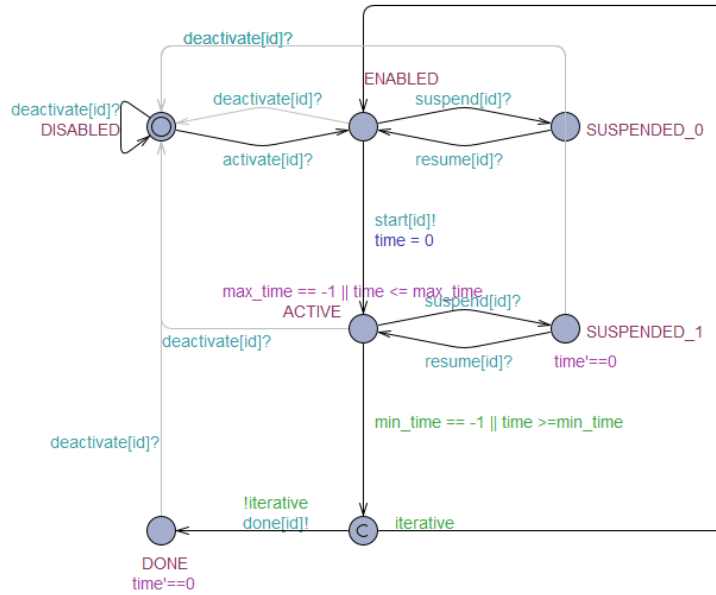 deactivate[id]?
ENABLED
deactivate[id]?
deactivate[id]?
suspend[id]?
DISABLED
SUSPENDED_0
activate[id]?
resume[id]?
start[id]!
time = 0
max_time == -1 || time <= max_time
suspend[id]?
ACTIVE
SUSPENDED_1
deactivate[id]?
resume[id]?
time'==0
min_time == -1 || time >=min_time
deactivate[id]?
!iterative
done[id]!
C
iterative
DONE
time'==0